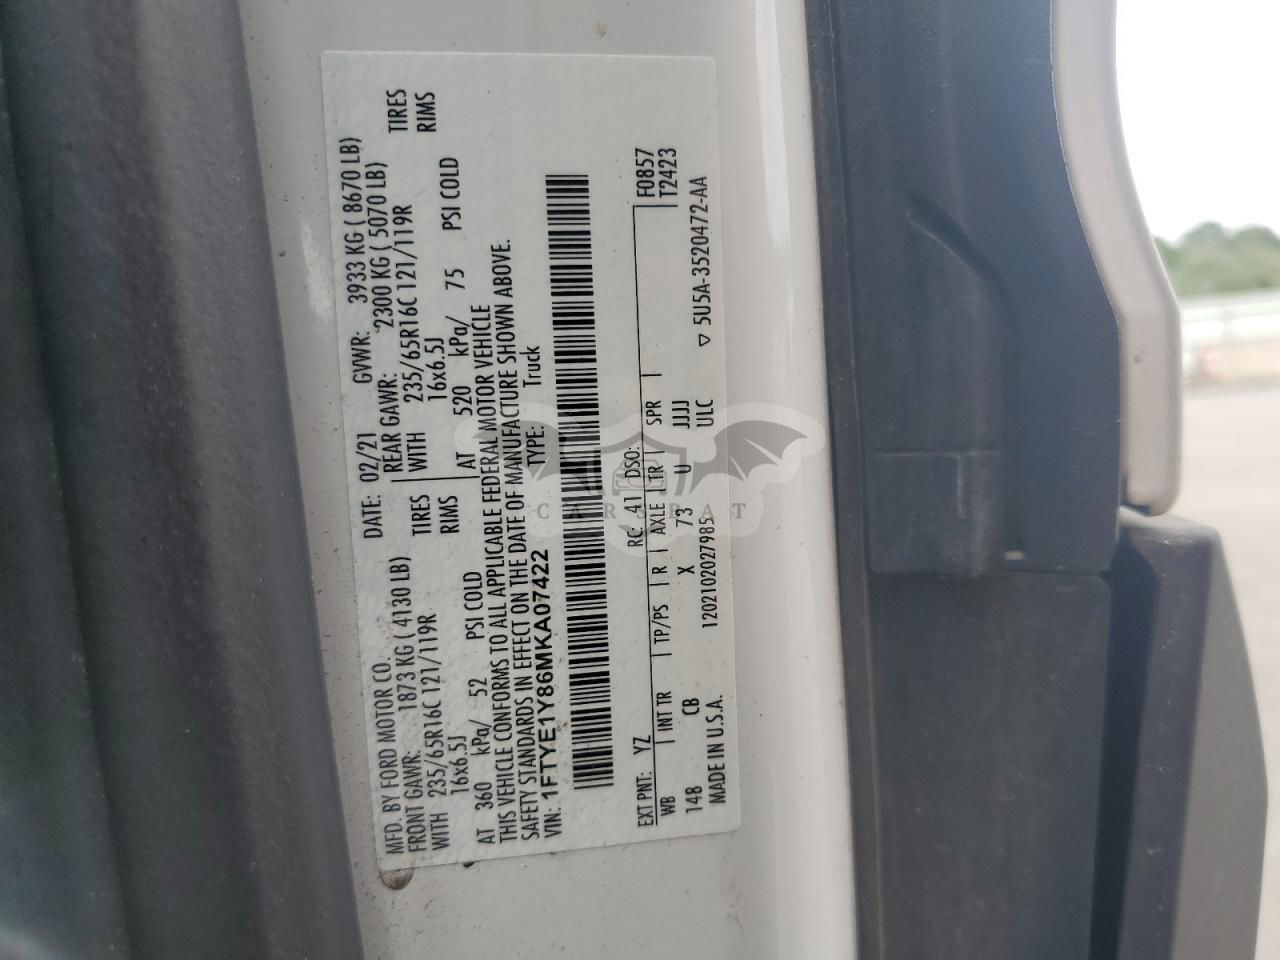 MFD. BY FORD MOTOR CO.
DATE: 02/21
GVWR: 3933 KG ( 8670 LB)
FRONT GAWR: 1873 KG ( 4130 LB)
REAR GAWR: 2300 KG ( 5070 LB)
WITH 235/65R16C 121/119R TIRES
WITH 235/65R16C 121/119R TIRES
16x6.5J RIMS
16x6.5J RIMS
AT 360 kPa/ 52 PSI COLD
AT 520 kPa/ 75 PSI COLD
THIS VEHICLE CONFORMS TO ALL APPLICABLE FEDERAL MOTOR VEHICLE
SAFETY STANDARDS IN EFFECT ON THE DATE OF MANUFACTURE SHOWN ABOVE.
VIN: 1FTYE1Y86MKA07422
TYPE: Truck
EXT PNT: YZ RC: 41 DSO: F0857
WB INT TR TP/PS R AXLE TR SPR T2423
148 CB X 73 U JJJJ
MADE IN U.S.A. 1202102027985 ULC ▽ 5U5A-3520472-AA
CARSBAT